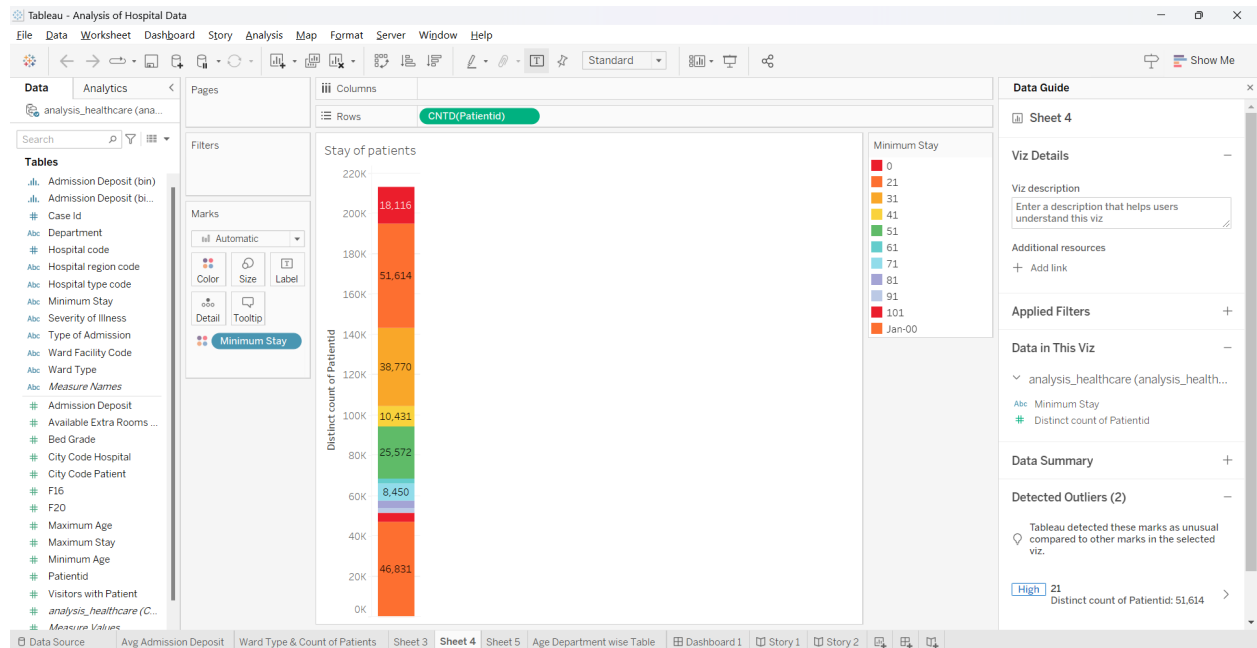 Tableau - Analysis of Hospital Data
File Data Worksheet Dashboard Story Analysis Map Format Server Window Help
Standard
Show Me
Data Analytics
analysis_healthcare (ana...
Search
Tables
Admission Deposit (bin)
Admission Deposit (bi...
# Case Id
Abc Department
# Hospital code
Abc Hospital region code
Abc Hospital type code
Abc Minimum Stay
Abc Severity of Illness
Abc Type of Admission
Abc Ward Facility Code
Abc Ward Type
Abc Measure Names
# Admission Deposit
# Available Extra Rooms ...
# Bed Grade
# City Code Hospital
# City Code Patient
# F16
# F20
# Maximum Age
# Maximum Stay
# Minimum Age
# Patientid
# Visitors with Patient
# analysis_healthcare (C...
# Measure Values
Pages
Filters
Marks
Automatic
Color Size Label
Detail Tooltip
Minimum Stay
Columns
Rows CNTD(Patientid)
Stay of patients
Distinct count of Patientid
220K
200K
180K
160K
140K
120K
100K
80K
60K
40K
20K
0K
18,116
51,614
38,770
10,431
25,572
8,450
46,831
Minimum Stay
0
21
31
41
51
61
71
81
91
101
Jan-00
Data Guide
Sheet 4
Viz Details
Viz description
Enter a description that helps users
understand this viz
Additional resources
+ Add link
Applied Filters
Data in This Viz
analysis_healthcare (analysis_health...
Abc Minimum Stay
# Distinct count of Patientid
Data Summary
Detected Outliers (2)
Tableau detected these marks as unusual
compared to other marks in the selected
viz.
High 21
Distinct count of Patientid: 51,614
Data Source Avg Admission Deposit Ward Type & Count of Patients Sheet 3 Sheet 4 Sheet 5 Age Department wise Table Dashboard 1 Story 1 Story 2